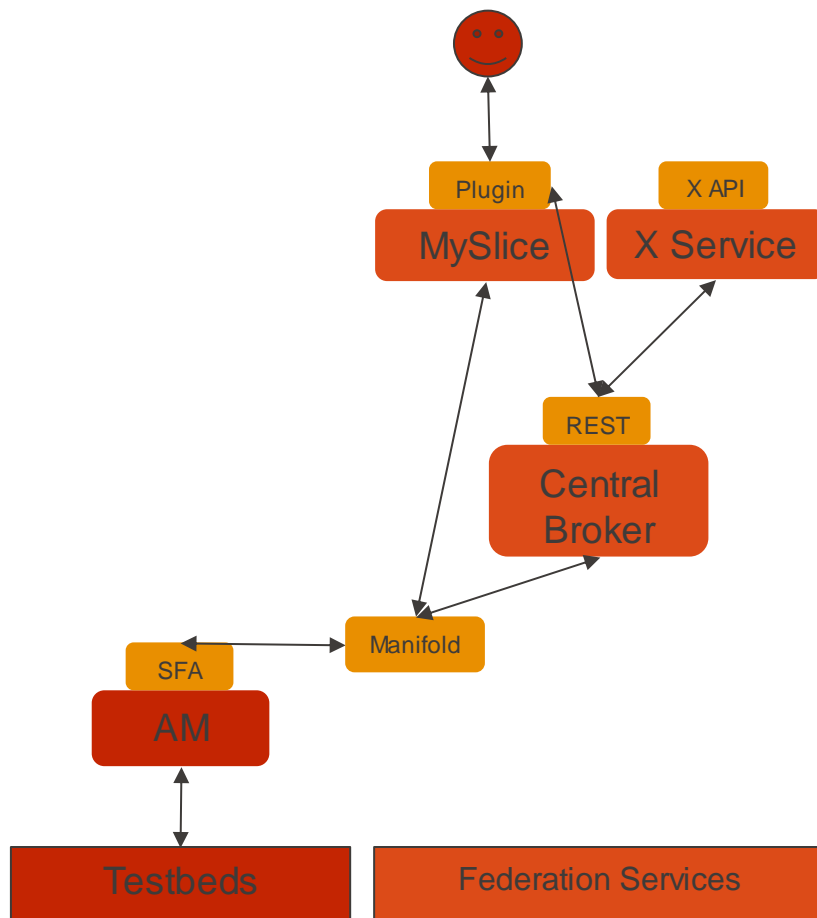 Plugin
X API
MySlice
X Service
REST
Central
Broker
Manifold
SFA
AM
Testbeds
Federation Services